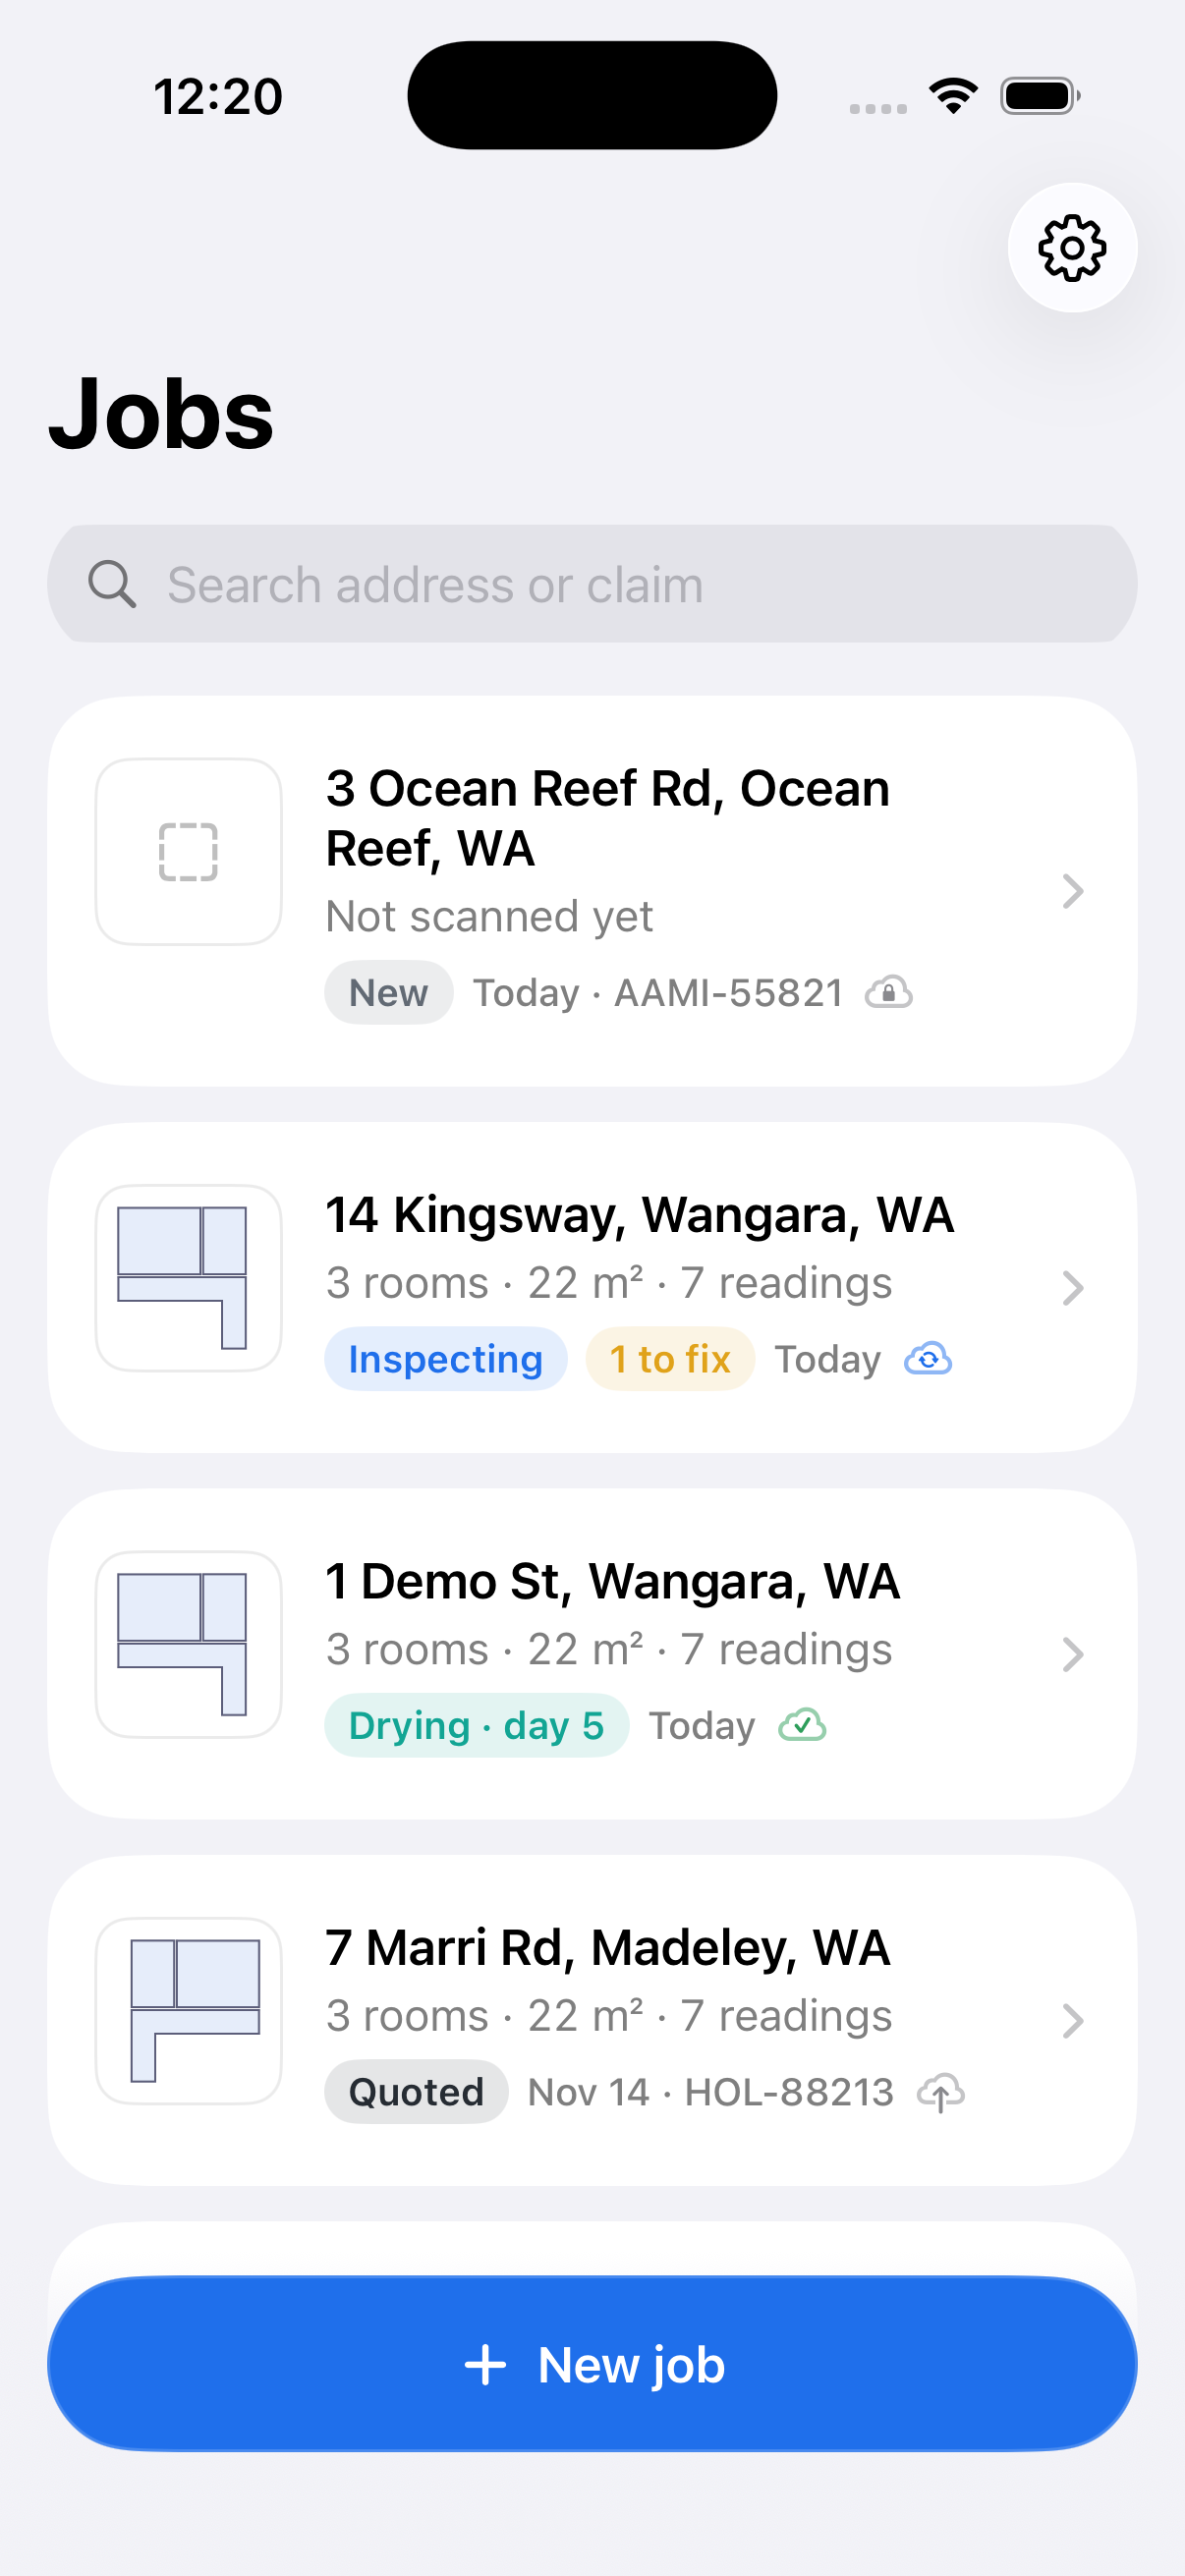 12:20
Jobs
Search address or claim
3 Ocean Reef Rd, Ocean
Reef, WA
Not scanned yet
New Today · AAMI-55821
14 Kingsway, Wangara, WA
3 rooms · 22 m² · 7 readings
Inspecting 1 to fix Today
1 Demo St, Wangara, WA
3 rooms · 22 m² · 7 readings
Drying · day 5 Today
7 Marri Rd, Madeley, WA
3 rooms · 22 m² · 7 readings
Quoted Nov 14 · HOL-88213
+ New job